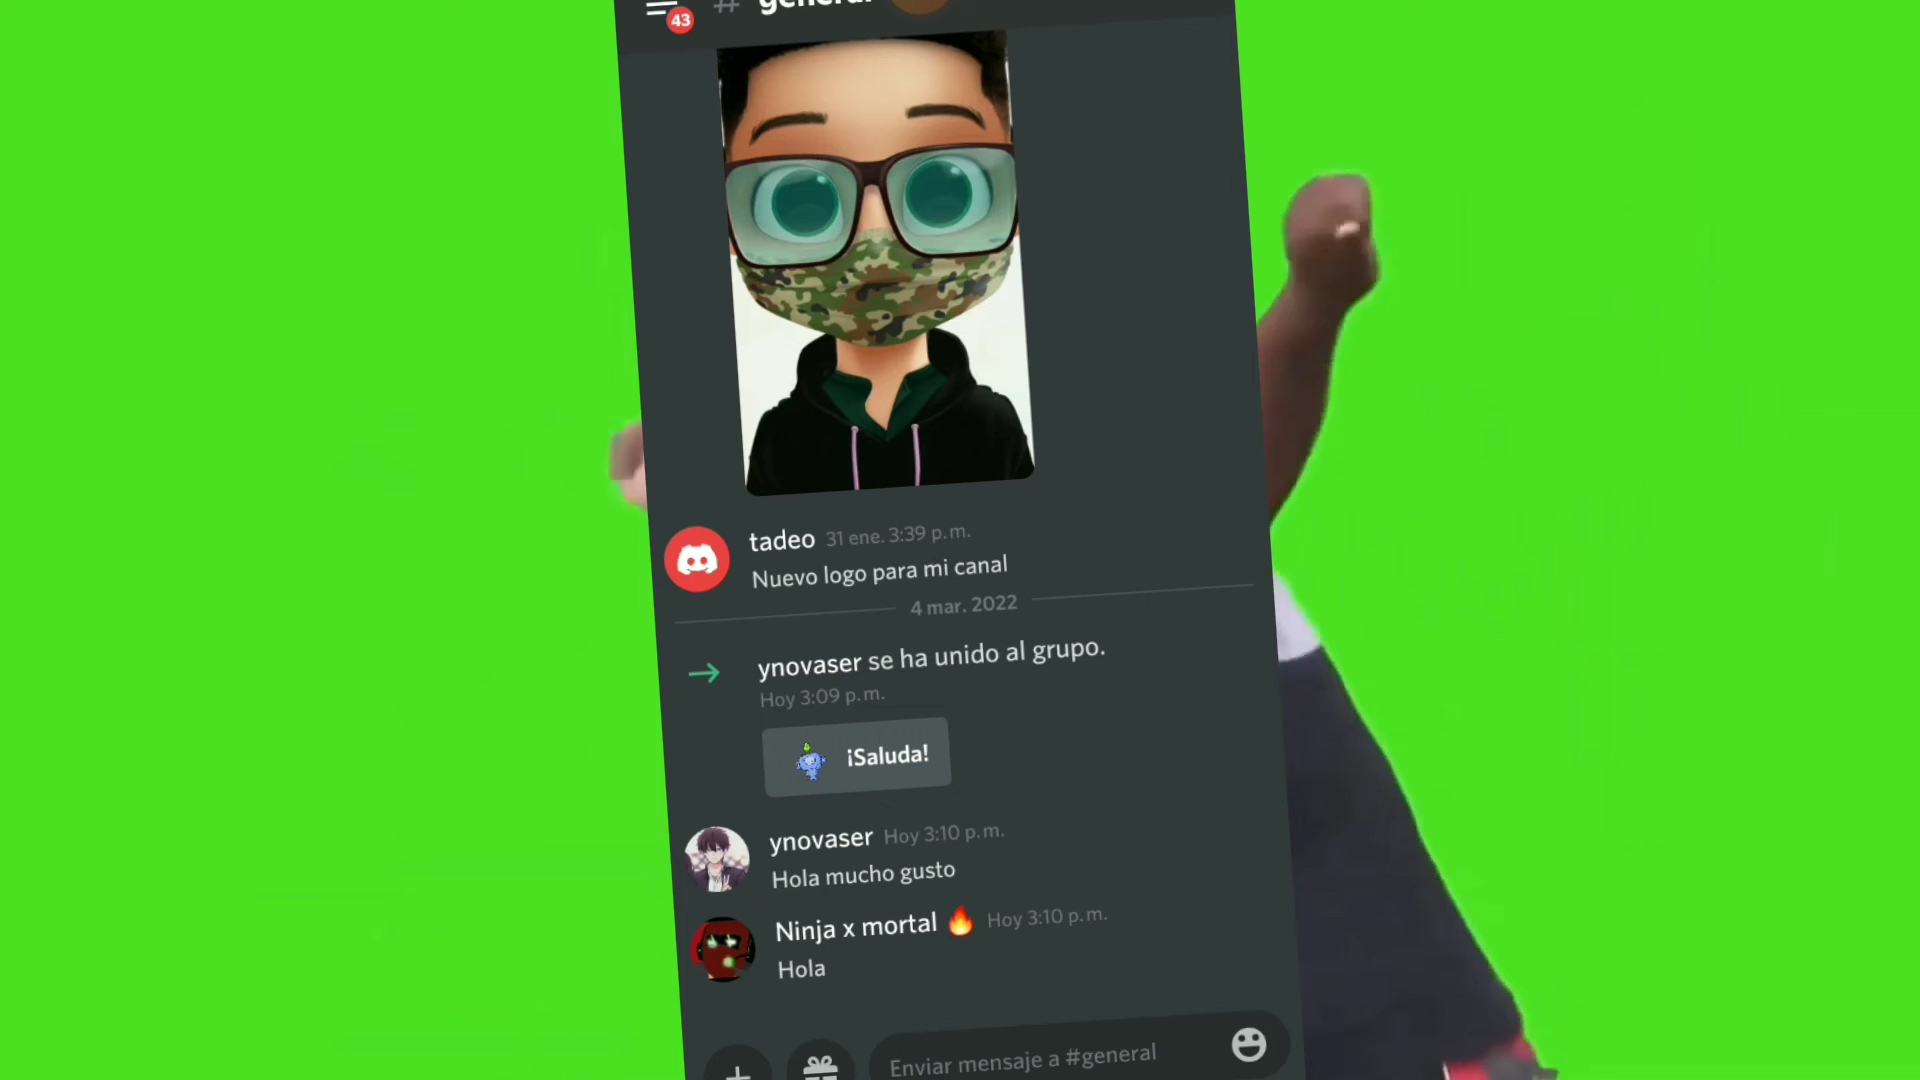 43
# general
tadeo 31 ene. 3:39 p. m.
Nuevo logo para mi canal
4 mar. 2022
ynovaser se ha unido al grupo.
Hoy 3:09 p. m.
¡Saluda!
ynovaser Hoy 3:10 p. m.
Hola mucho gusto
Ninja x mortal 🔥 Hoy 3:10 p. m.
Hola
Enviar mensaje a #general